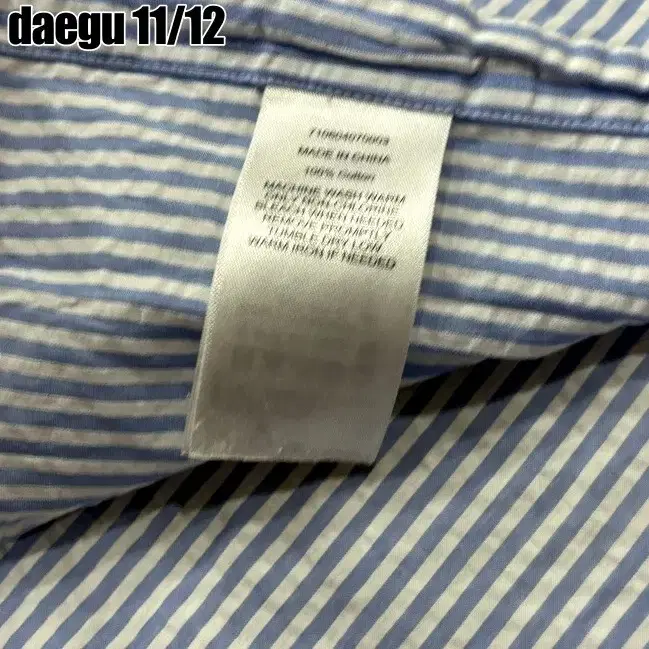 daegu 11/12
710604070003
MADE IN CHINA
100% Cotton
MACHINE WASH WARM
ONLY NON CHLORINE
BLEACH WHEN NEEDED
REMOVE PROMPTLY
TUMBLE DRY LOW
WARM IRON IF NEEDED